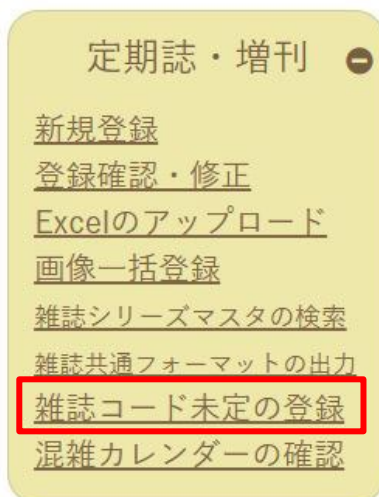 定期誌・増刊
新規登録
登録確認・修正
Excelのアップロード
画像一括登録
雑誌シリーズマスタの検索
雑誌共通フォーマットの出力
雑誌コード未定の登録
混雑カレンダーの確認